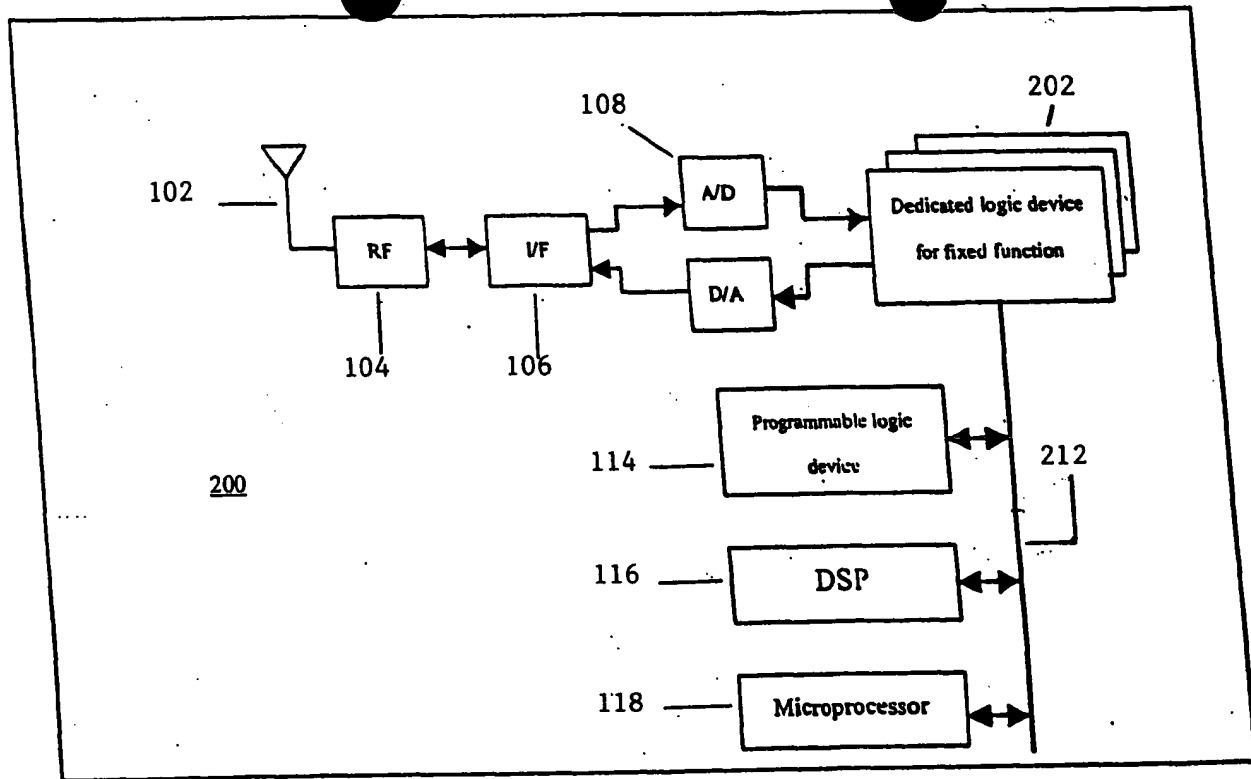 202
108
102
A/D
Dedicated logic device
for fixed function
RF
I/F
D/A
104
106
Programmable logic
device
114
212
200
116
DSP
118
Microprocessor